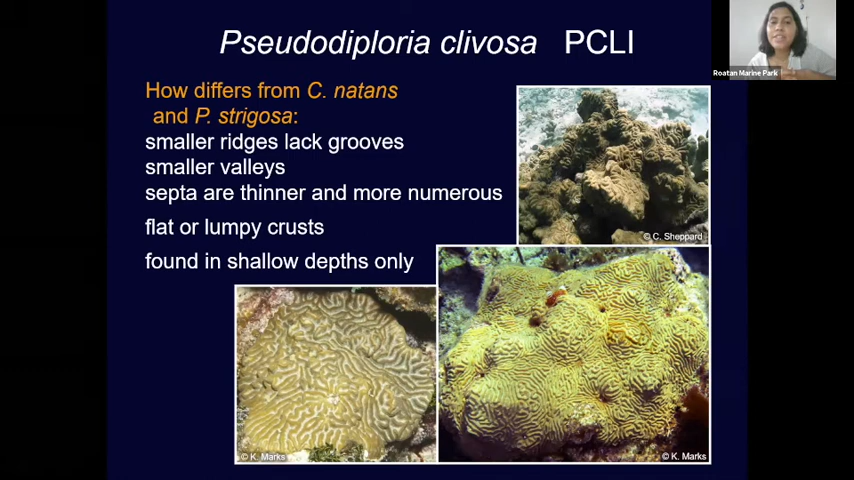 Pseudodiploria clivosa PCLI
Roatan Marine Park
How differs from C. natans
and P. strigosa:
smaller ridges lack grooves
smaller valleys
septa are thinner and more numerous
flat or lumpy crusts
found in shallow depths only
© C. Sheppard
© K. Marks
© K. Marks